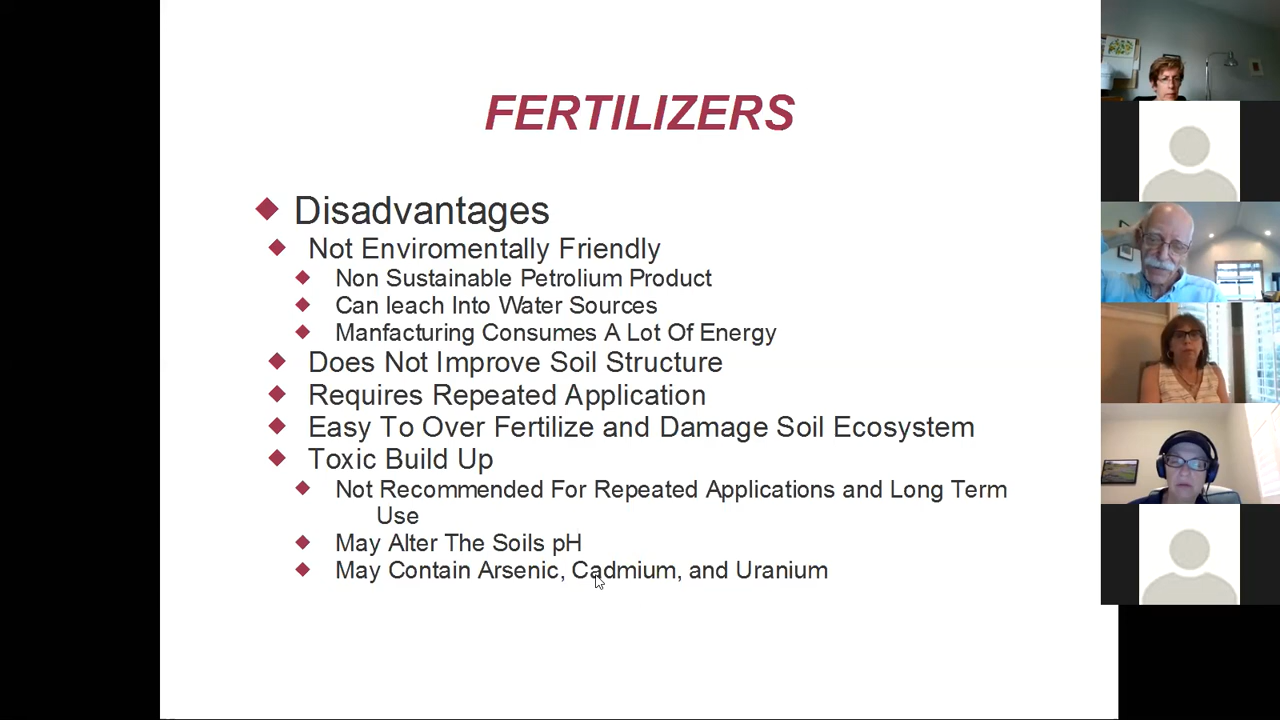 FERTILIZERS
Disadvantages
Not Enviromentally Friendly
Non Sustainable Petrolium Product
Can leach Into Water Sources
Manfacturing Consumes A Lot Of Energy
Does Not Improve Soil Structure
Requires Repeated Application
Easy To Over Fertilize and Damage Soil Ecosystem
Toxic Build Up
Not Recommended For Repeated Applications and Long Term
Use
May Alter The Soils pH
May Contain Arsenic, Cadmium, and Uranium